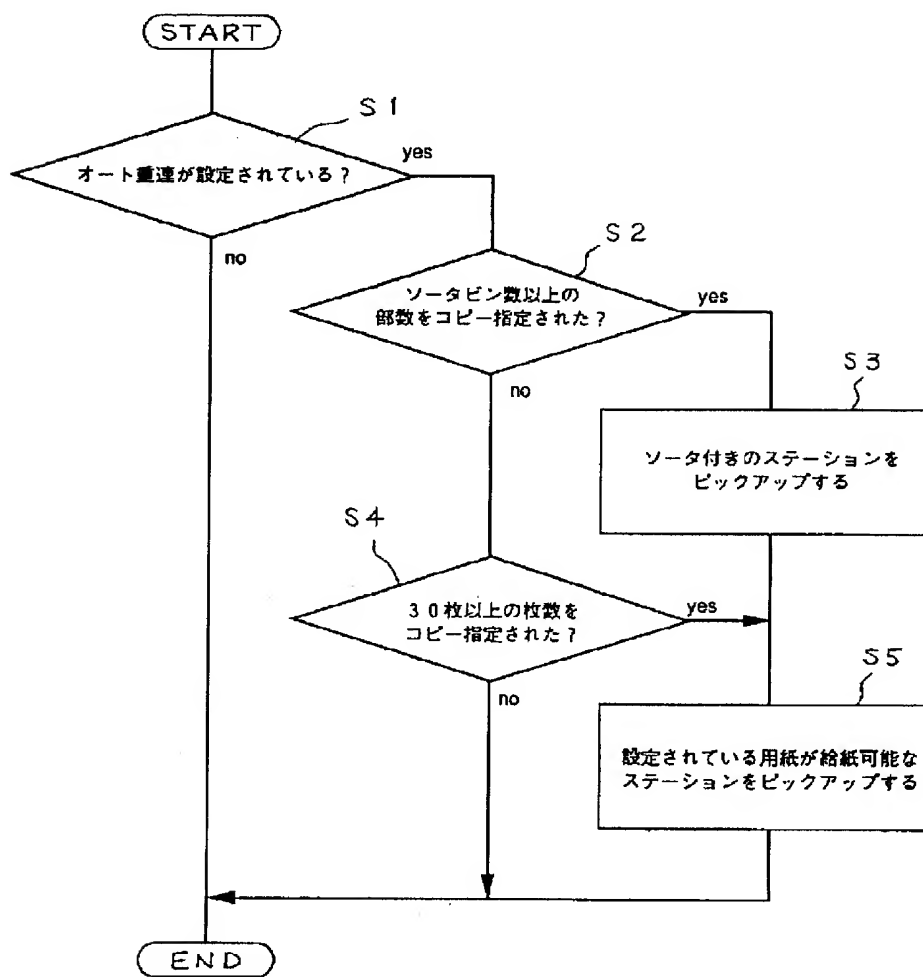 START
S1
オート重連が設定されている？
yes
no
S2
ソータビン数以上の
部数をコピー指定された？
yes
no
S3
ソータ付きのステーションを
ピックアップする
S4
３０枚以上の枚数を
コピー指定された？
yes
no
S5
設定されている用紙が給紙可能な
ステーションをピックアップする
END